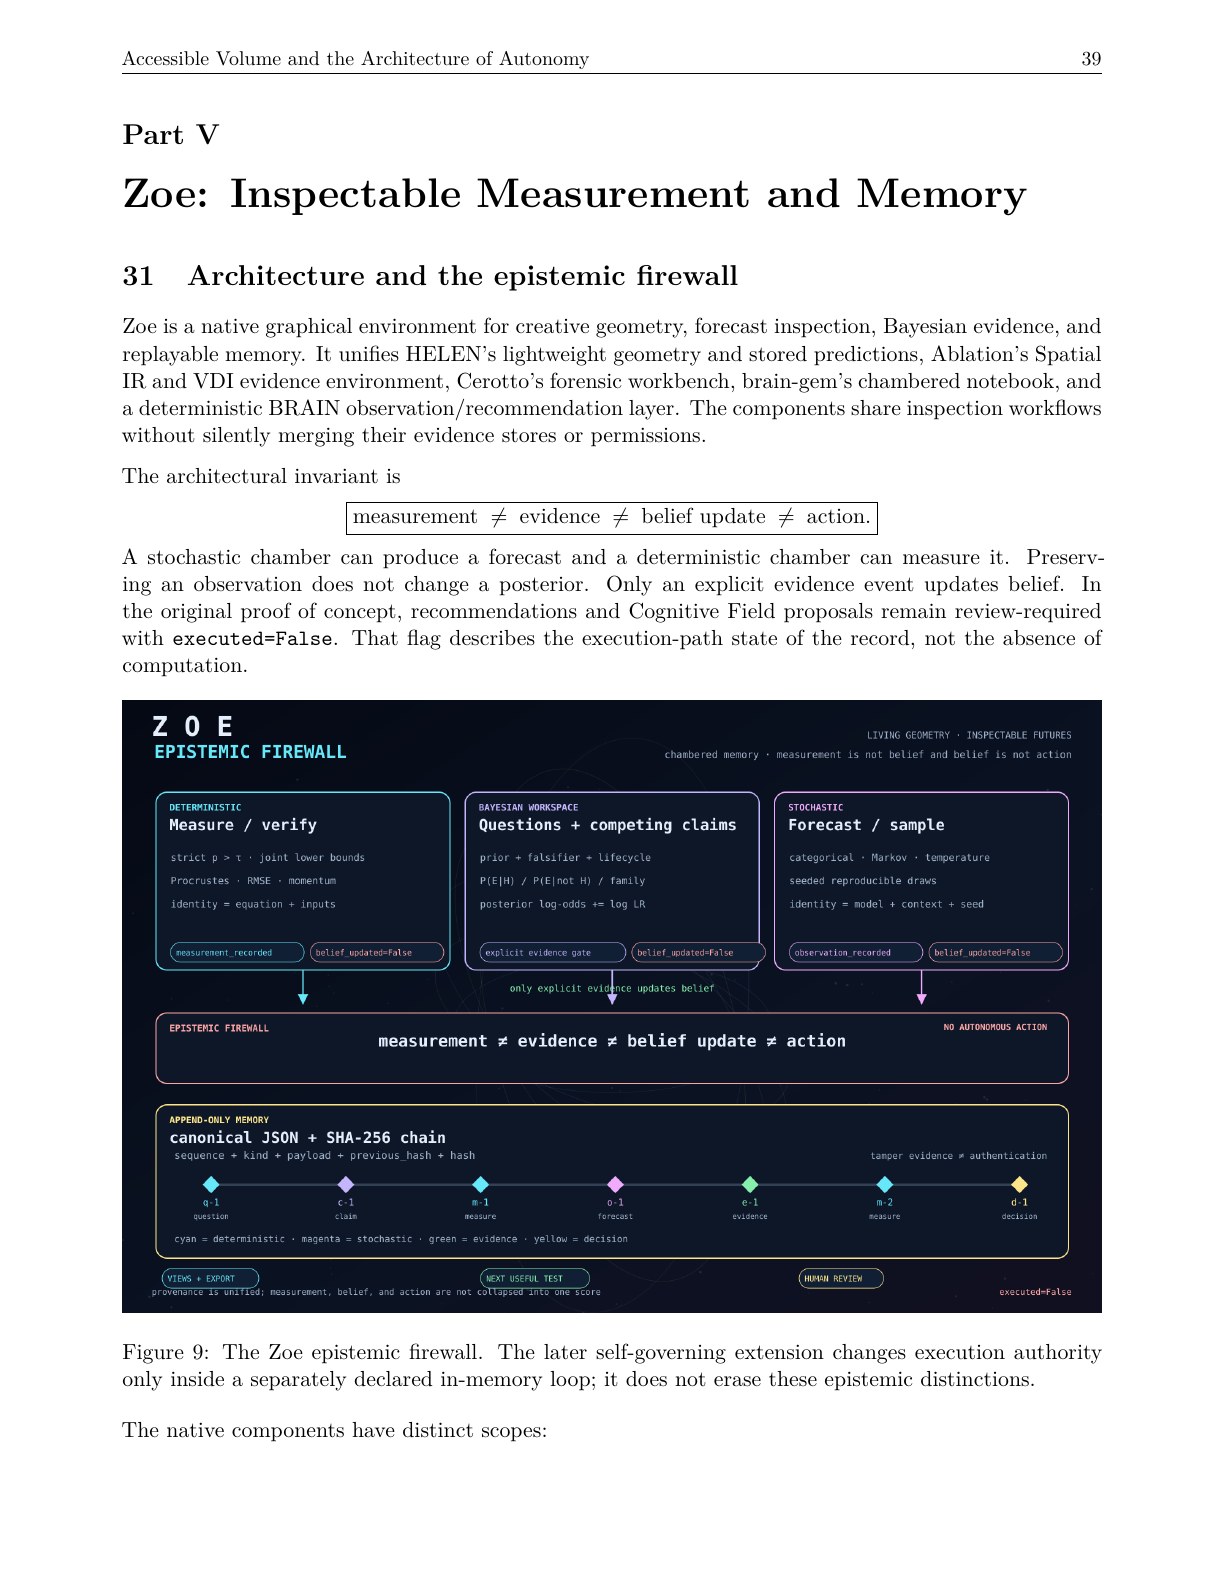 Accessible Volume and the Architecture of Autonomy 39
Part V
Zoe: Inspectable Measurement and Memory
31 Architecture and the epistemic firewall
Zoe is a native graphical environment for creative geometry, forecast inspection, Bayesian evidence, and
replayable memory. It unifies HELEN's lightweight geometry and stored predictions, Ablation's Spatial
IR and VDI evidence environment, Cerotto's forensic workbench, brain-gem's chambered notebook, and
a deterministic BRAIN observation/recommendation layer. The components share inspection workflows
without silently merging their evidence stores or permissions.
The architectural invariant is
measurement ≠ evidence ≠ belief update ≠ action.
A stochastic chamber can produce a forecast and a deterministic chamber can measure it. Preserv-
ing an observation does not change a posterior. Only an explicit evidence event updates belief. In
the original proof of concept, recommendations and Cognitive Field proposals remain review-required
with executed=False. That flag describes the execution-path state of the record, not the absence of
computation.
Z O E
EPISTEMIC FIREWALL
LIVING GEOMETRY · INSPECTABLE FUTURES
chambered memory · measurement is not belief and belief is not action
DETERMINISTIC
Measure / verify
strict p > τ · joint lower bounds
Procrustes · RMSE · momentum
identity = equation + inputs
measurement_recorded belief_updated=False
BAYESIAN WORKSPACE
Questions + competing claims
prior + falsifier + lifecycle
P(E|H) / P(E|not H) / family
posterior log-odds += log LR
explicit evidence gate belief_updated=False
STOCHASTIC
Forecast / sample
categorical · Markov · temperature
seeded reproducible draws
identity = model + context + seed
observation_recorded belief_updated=False
only explicit evidence updates belief
EPISTEMIC FIREWALL
NO AUTONOMOUS ACTION
measurement ≠ evidence ≠ belief update ≠ action
APPEND-ONLY MEMORY
canonical JSON + SHA-256 chain
sequence + kind + payload + previous_hash + hash
tamper evidence ≠ authentication
q-1 c-1 m-1 o-1 e-1 m-2 d-1
question claim measure forecast evidence measure decision
cyan = deterministic · magenta = stochastic · green = evidence · yellow = decision
VIEWS + EXPORT NEXT USEFUL TEST HUMAN REVIEW
provenance is unified; measurement, belief, and action are not collapsed into one score
executed=False
Figure 9: The Zoe epistemic firewall. The later self-governing extension changes execution authority
only inside a separately declared in-memory loop; it does not erase these epistemic distinctions.
The native components have distinct scopes: